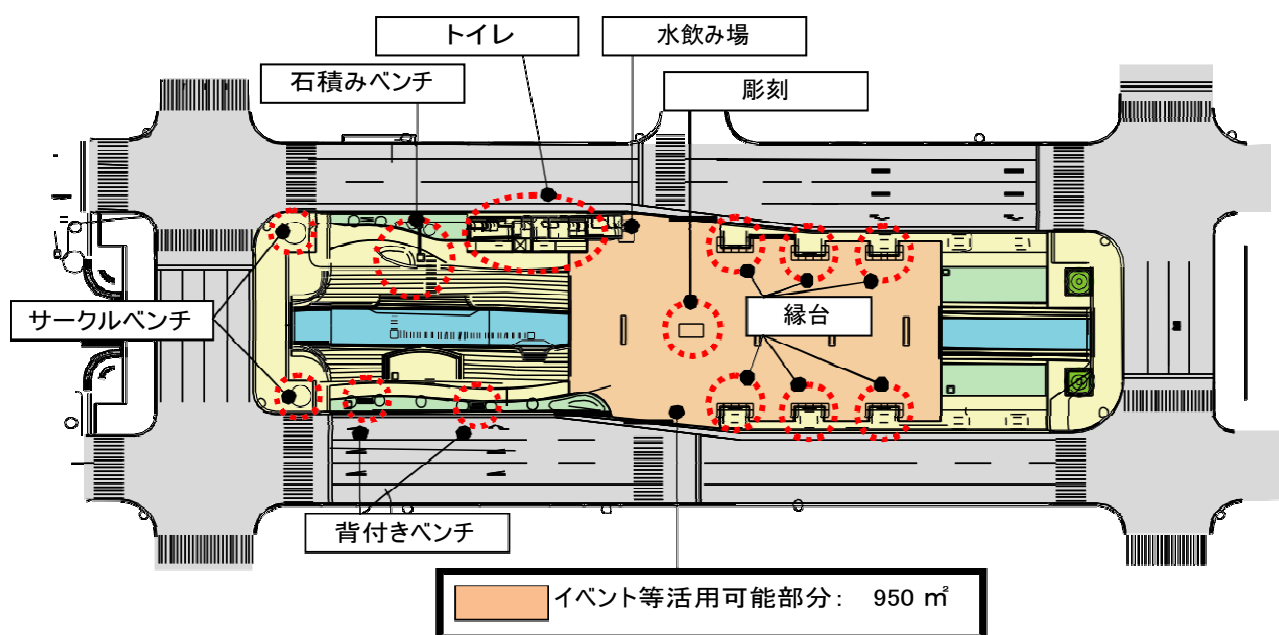 トイレ
水飲み場
石積みベンチ
彫刻
サークルベンチ
縁台
背付きベンチ
イベント等活用可能部分： 950 ㎡